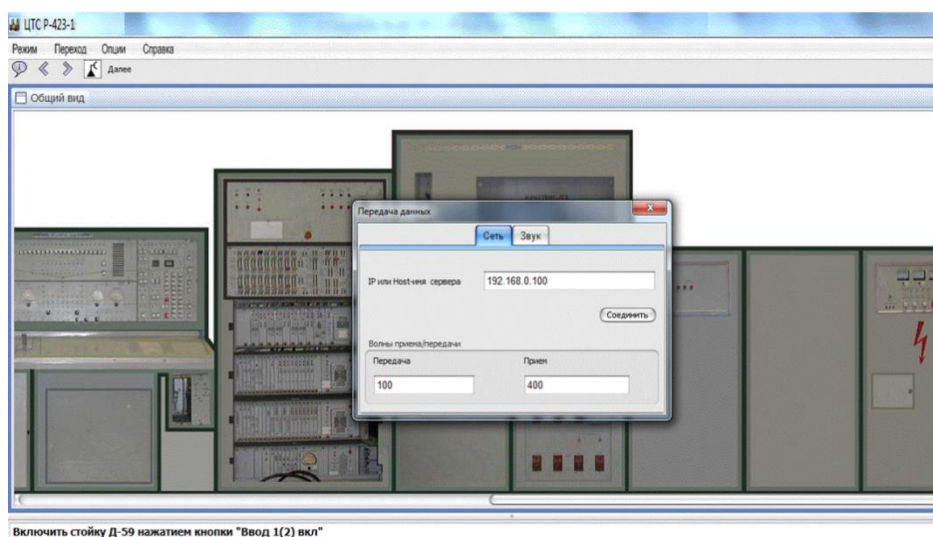 ЦТС Р-423-1
Режим Переход Опции Справка
Далее
Общий вид
Передача данных
Сеть Звук
IP или Host-имя сервера 192.168.0.100
Соединить
Волны приема/передачи
Передача Прием
100 400
Включить стойку Д-59 нажатием кнопки "Ввод 1(2) вкл"